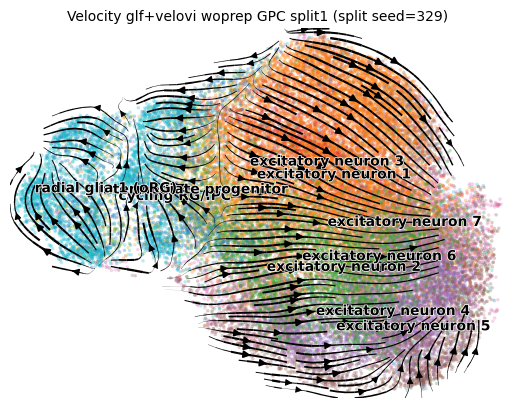 Velocity glf+velovi woprep GPC split1 (split seed=329)
excitatory neuron 3
excitatory neuron 1
radial glia1 (oRG)
progenitor
cycling RG/IPC
excitatory neuron 7
excitatory neuron 6
excitatory neuron 2
excitatory neuron 4
excitatory neuron 5